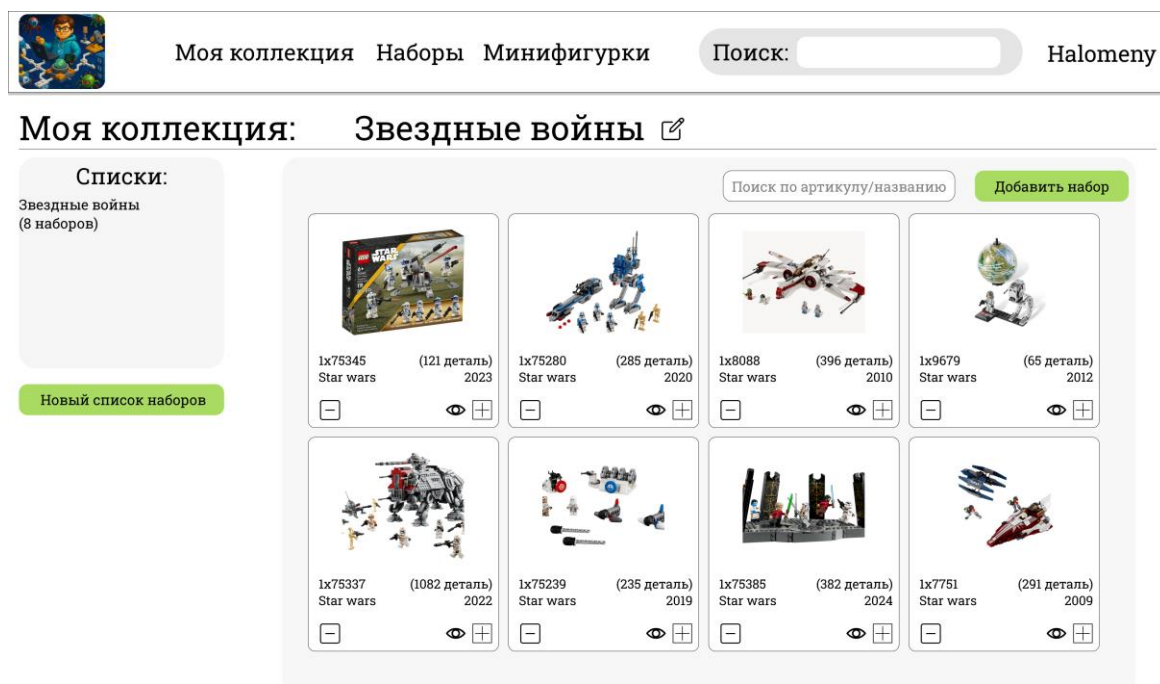 Моя коллекция Наборы Минифигурки Поиск: Halomeny
Моя коллекция: Звездные войны
Списки:
Звездные войны
(8 наборов)
Новый список наборов
Поиск по артикулу/названию Добавить набор
LEGO STAR WARS
1x75345 (121 деталь) 1x75280 (285 деталь) 1x8088 (396 деталь) 1x9679 (65 деталь)
Star wars 2023 Star wars 2020 Star wars 2010 Star wars 2012
1x75337 (1082 деталь) 1x75239 (235 деталь) 1x75385 (382 деталь) 1x7751 (291 деталь)
Star wars 2022 Star wars 2019 Star wars 2024 Star wars 2009